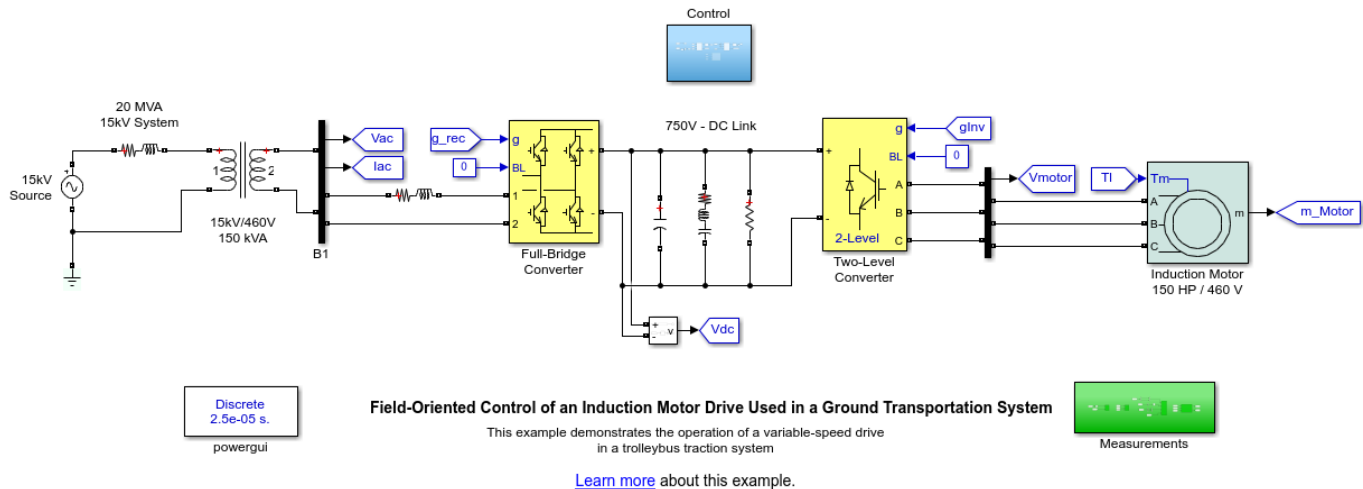 Control
20 MVA
15kV System
15kV
Source
1
2
15kV/460V
150 kVA
B1
Vac
Iac
g_rec
0
g
BL
1
2
+
-
Full-Bridge
Converter
750V - DC Link
+
-
v
Vdc
g
BL
+
-
A
B
C
2-Level
Two-Level
Converter
gInv
0
Vmotor
Tl
Tm
A
B
C
m
m_Motor
Induction Motor
150 HP / 460 V
Discrete
2.5e-05 s.
powergui
Field-Oriented Control of an Induction Motor Drive Used in a Ground Transportation System
This example demonstrates the operation of a variable-speed drive
in a trolleybus traction system
Learn more about this example.
Measurements